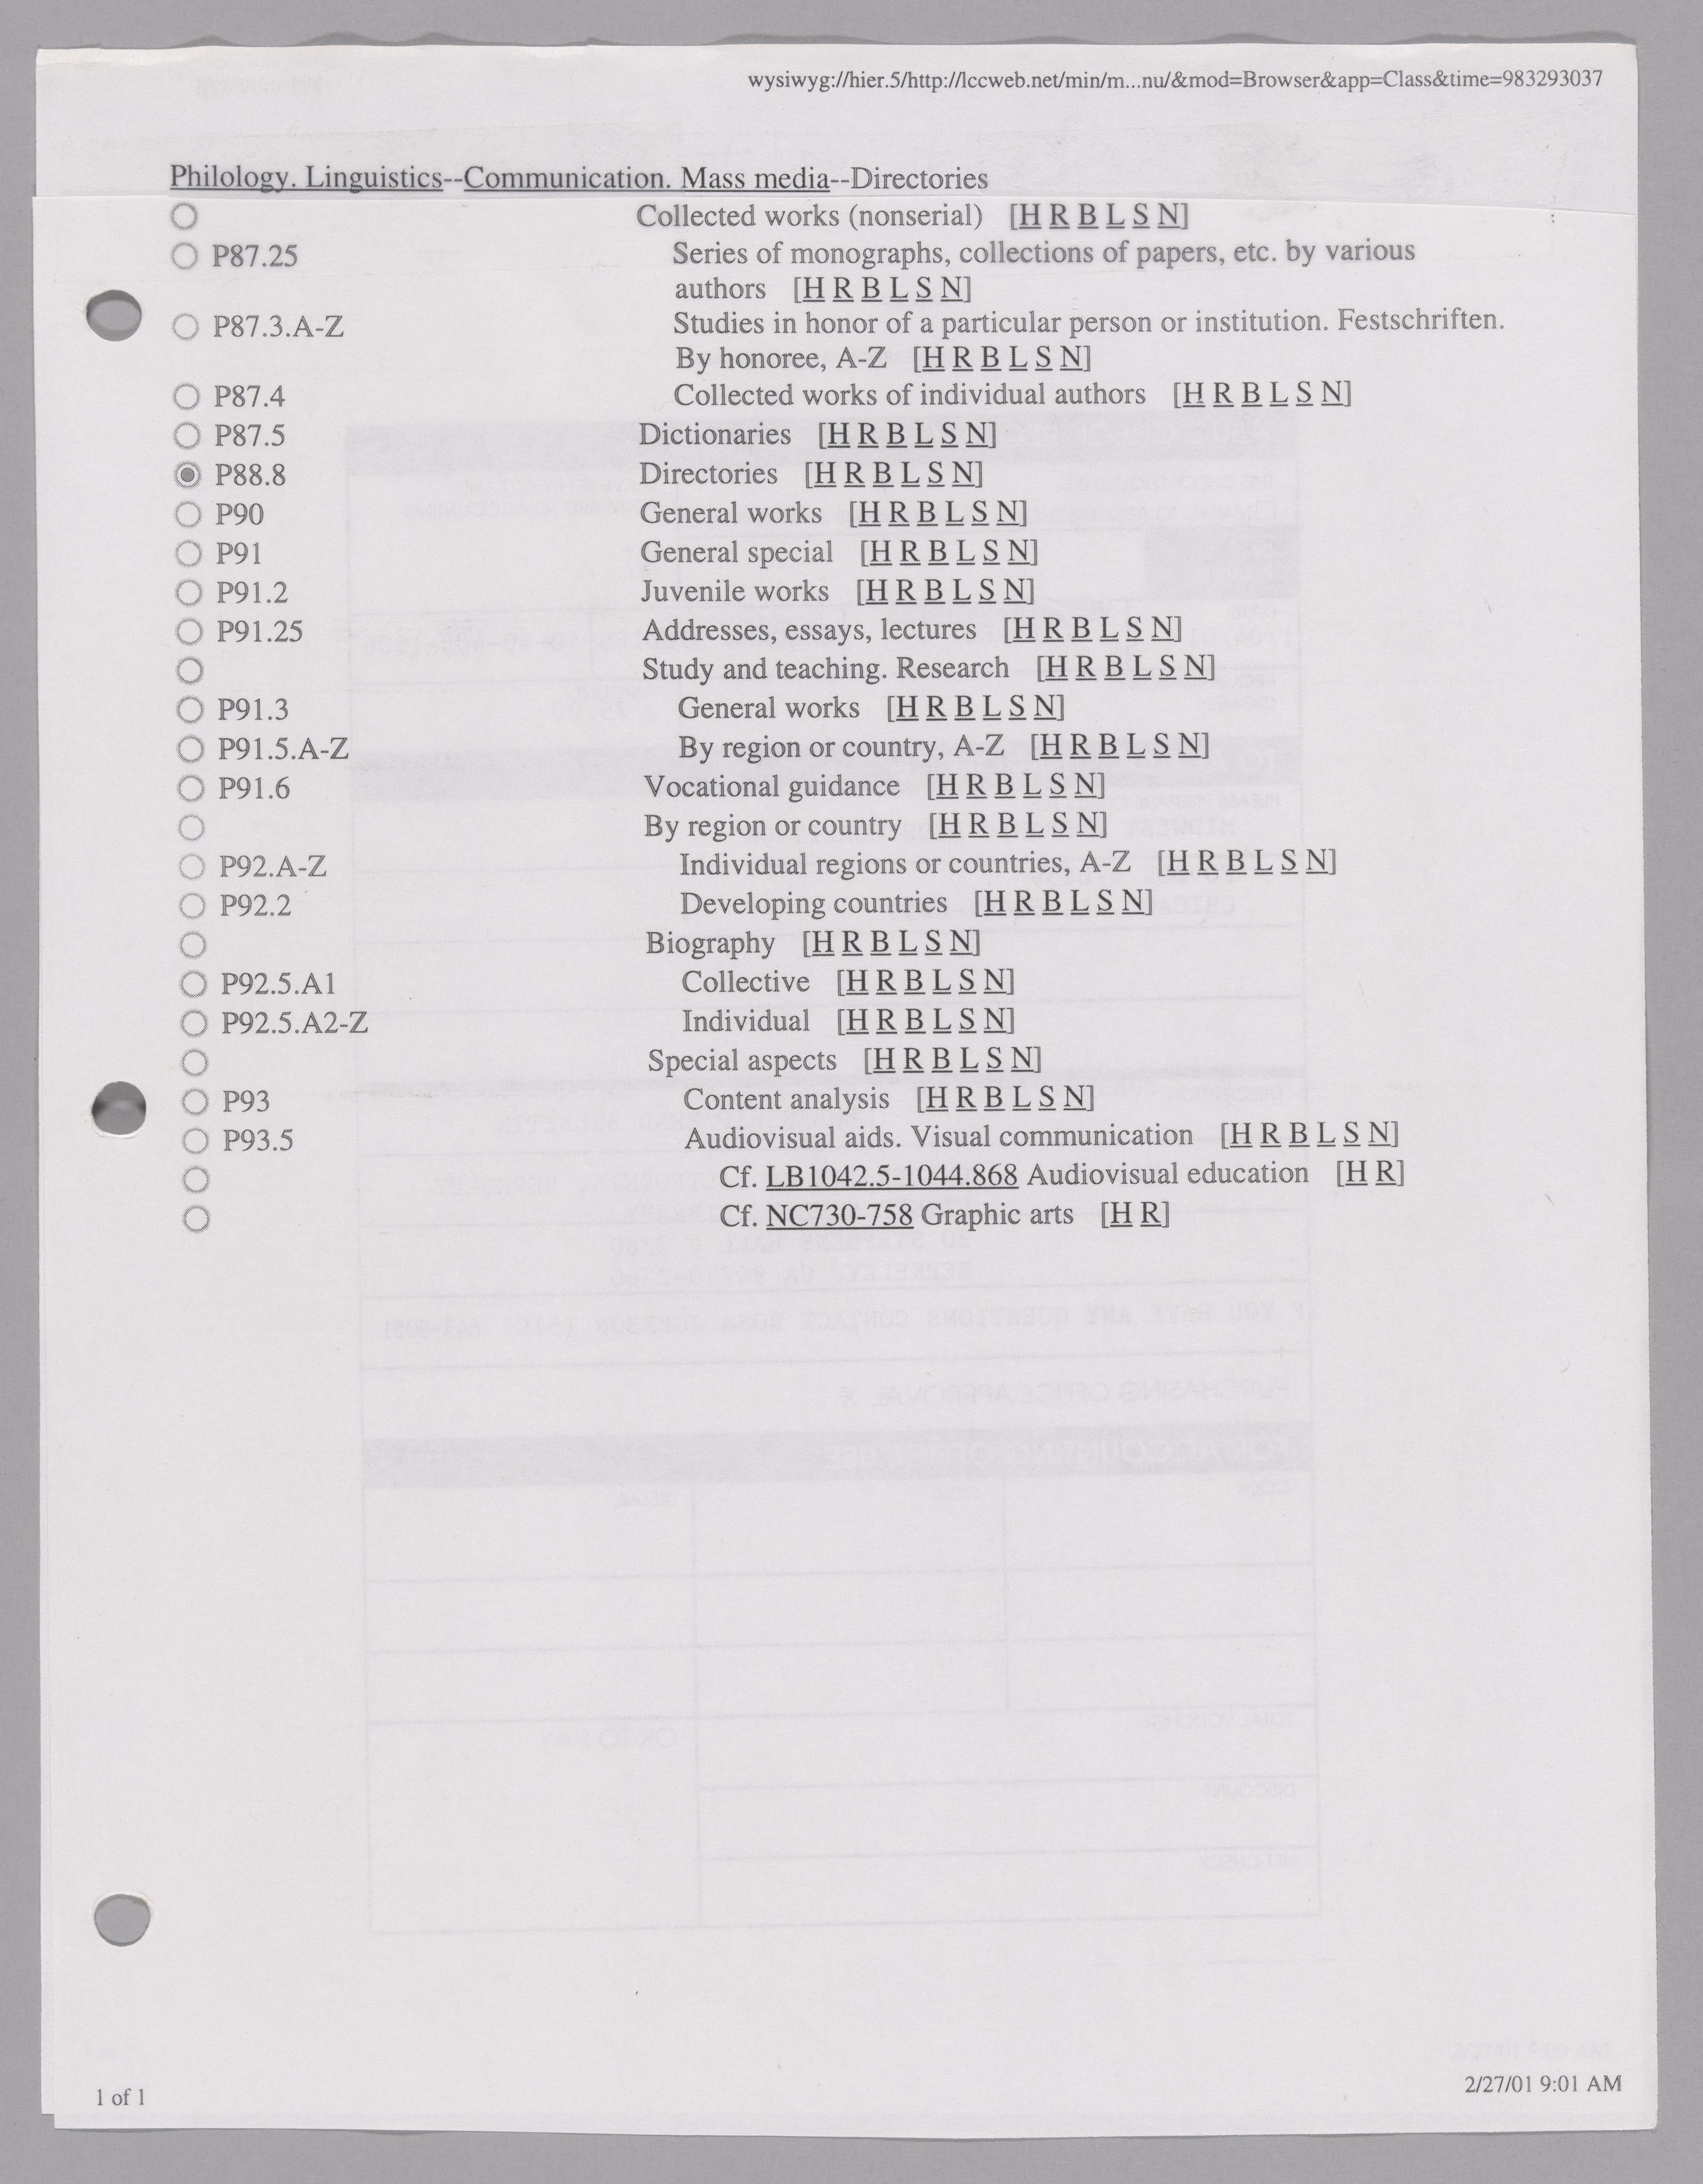 wysiwyg://hier.5/http://lccweb.net/min/m...nu/&mod=Browser&app=Class&time=983293037
Philology. Linguistics--Communication. Mass media--Directories
Collected works (nonserial) [H R B L S N]
P87.25 Series of monographs, collections of papers, etc. by various
authors [H R B L S N]
P87.3.A-Z Studies in honor of a particular person or institution. Festschriften.
By honoree, A-Z [H R B L S N]
P87.4 Collected works of individual authors [H R B L S N]
P87.5 Dictionaries [H R B L S N]
P88.8 Directories [H R B L S N]
P90 General works [H R B L S N]
P91 General special [H R B L S N]
P91.2 Juvenile works [H R B L S N]
P91.25 Addresses, essays, lectures [H R B L S N]
Study and teaching. Research [H R B L S N]
P91.3 General works [H R B L S N]
P91.5.A-Z By region or country, A-Z [H R B L S N]
P91.6 Vocational guidance [H R B L S N]
By region or country [H R B L S N]
P92.A-Z Individual regions or countries, A-Z [H R B L S N]
P92.2 Developing countries [H R B L S N]
Biography [H R B L S N]
P92.5.A1 Collective [H R B L S N]
P92.5.A2-Z Individual [H R B L S N]
Special aspects [H R B L S N]
P93 Content analysis [H R B L S N]
P93.5 Audiovisual aids. Visual communication [H R B L S N]
Cf. LB1042.5-1044.868 Audiovisual education [H R]
Cf. NC730-758 Graphic arts [H R]
1 of 1
2/27/01 9:01 AM